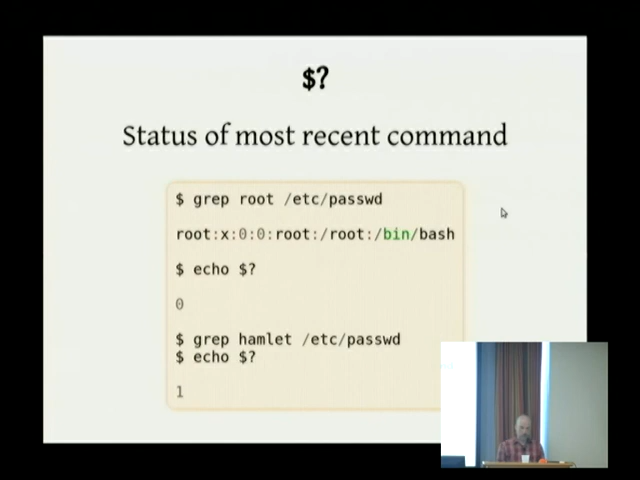 $?
Status of most recent command
$ grep root /etc/passwd
root:x:0:0:root:/root:/bin/bash
$ echo $?
0
$ grep hamlet /etc/passwd
$ echo $?
1